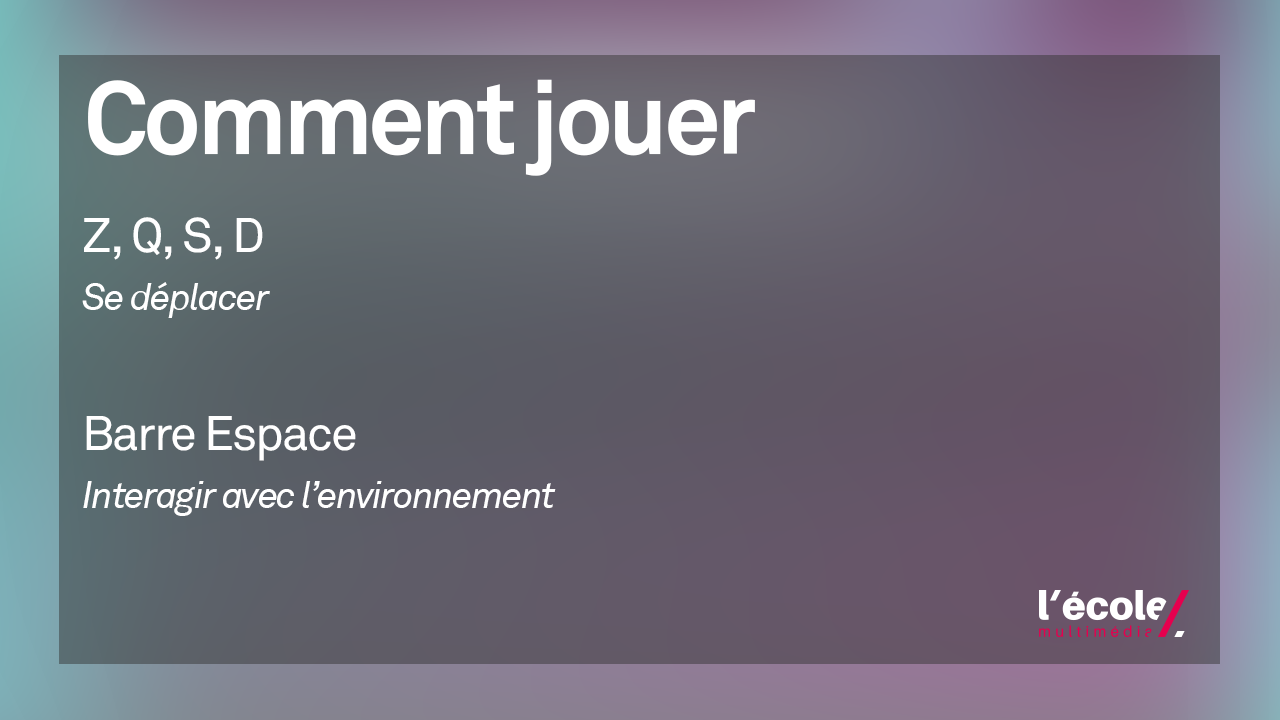 Comment jouer
Z, Q, S, D
Se déplacer
Barre Espace
Interagir avec l’environnement
l’école
multimédia